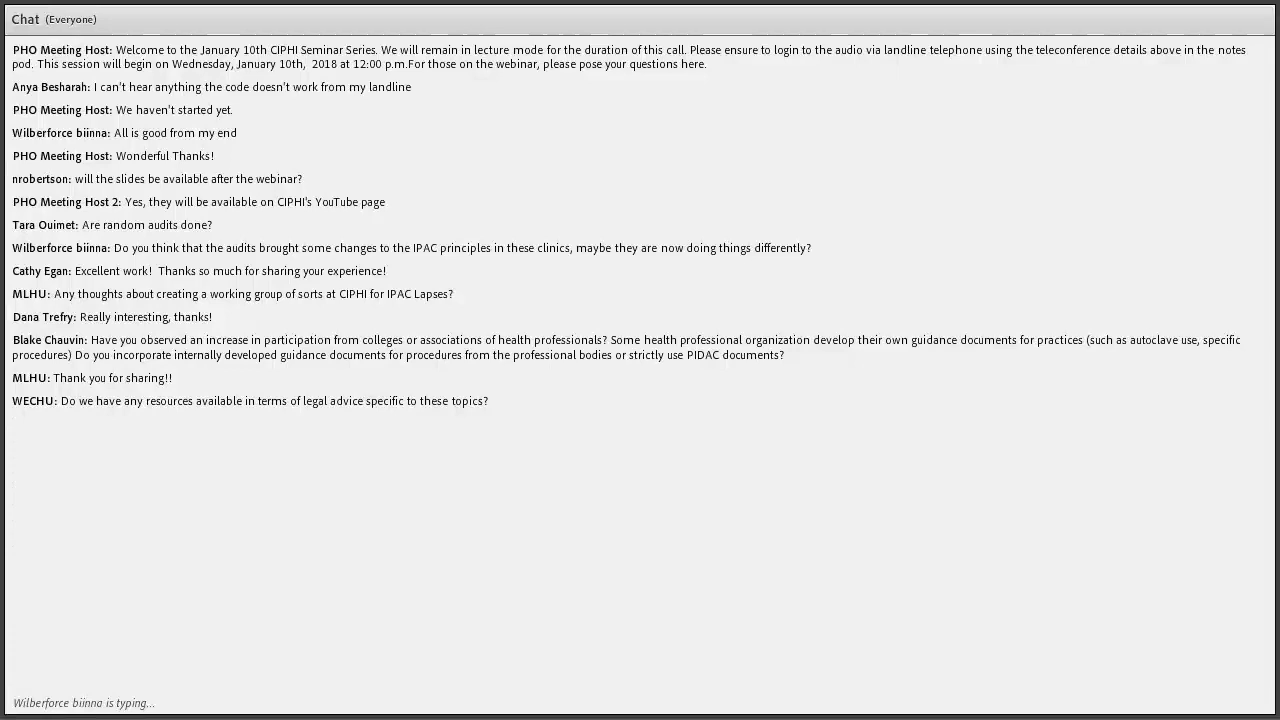 Chat (Everyone)
PHO Meeting Host: Welcome to the January 10th CIPHI Seminar Series. We will remain in lecture mode for the duration of this call. Please ensure to login to the audio via landline telephone using the teleconference details above in the notes
pod. This session will begin on Wednesday, January 10th,  2018 at 12:00 p.m.For those on the webinar, please pose your questions here.
Anya Besharah: I can't hear anything the code doesn't work from my landline
PHO Meeting Host: We haven't started yet.
Wilberforce biinna: All is good from my end
PHO Meeting Host: Wonderful Thanks!
nrobertson: will the slides be available after the webinar?
PHO Meeting Host 2: Yes, they will be available on CIPHI's YouTube page
Tara Ouimet: Are random audits done?
Wilberforce biinna: Do you think that the audits brought some changes to the IPAC principles in these clinics, maybe they are now doing things differently?
Cathy Egan: Excellent work!  Thanks so much for sharing your experience!
MLHU: Any thoughts about creating a working group of sorts at CIPHI for IPAC Lapses?
Dana Trefry: Really interesting, thanks!
Blake Chauvin: Have you observed an increase in participation from colleges or associations of health professionals? Some health professional organization develop their own guidance documents for practices (such as autoclave use, specific
procedures) Do you incorporate internally developed guidance documents for procedures from the professional bodies or strictly use PIDAC documents?
MLHU: Thank you for sharing!!
WECHU: Do we have any resources available in terms of legal advice specific to these topics?
Wilberforce biinna is typing...